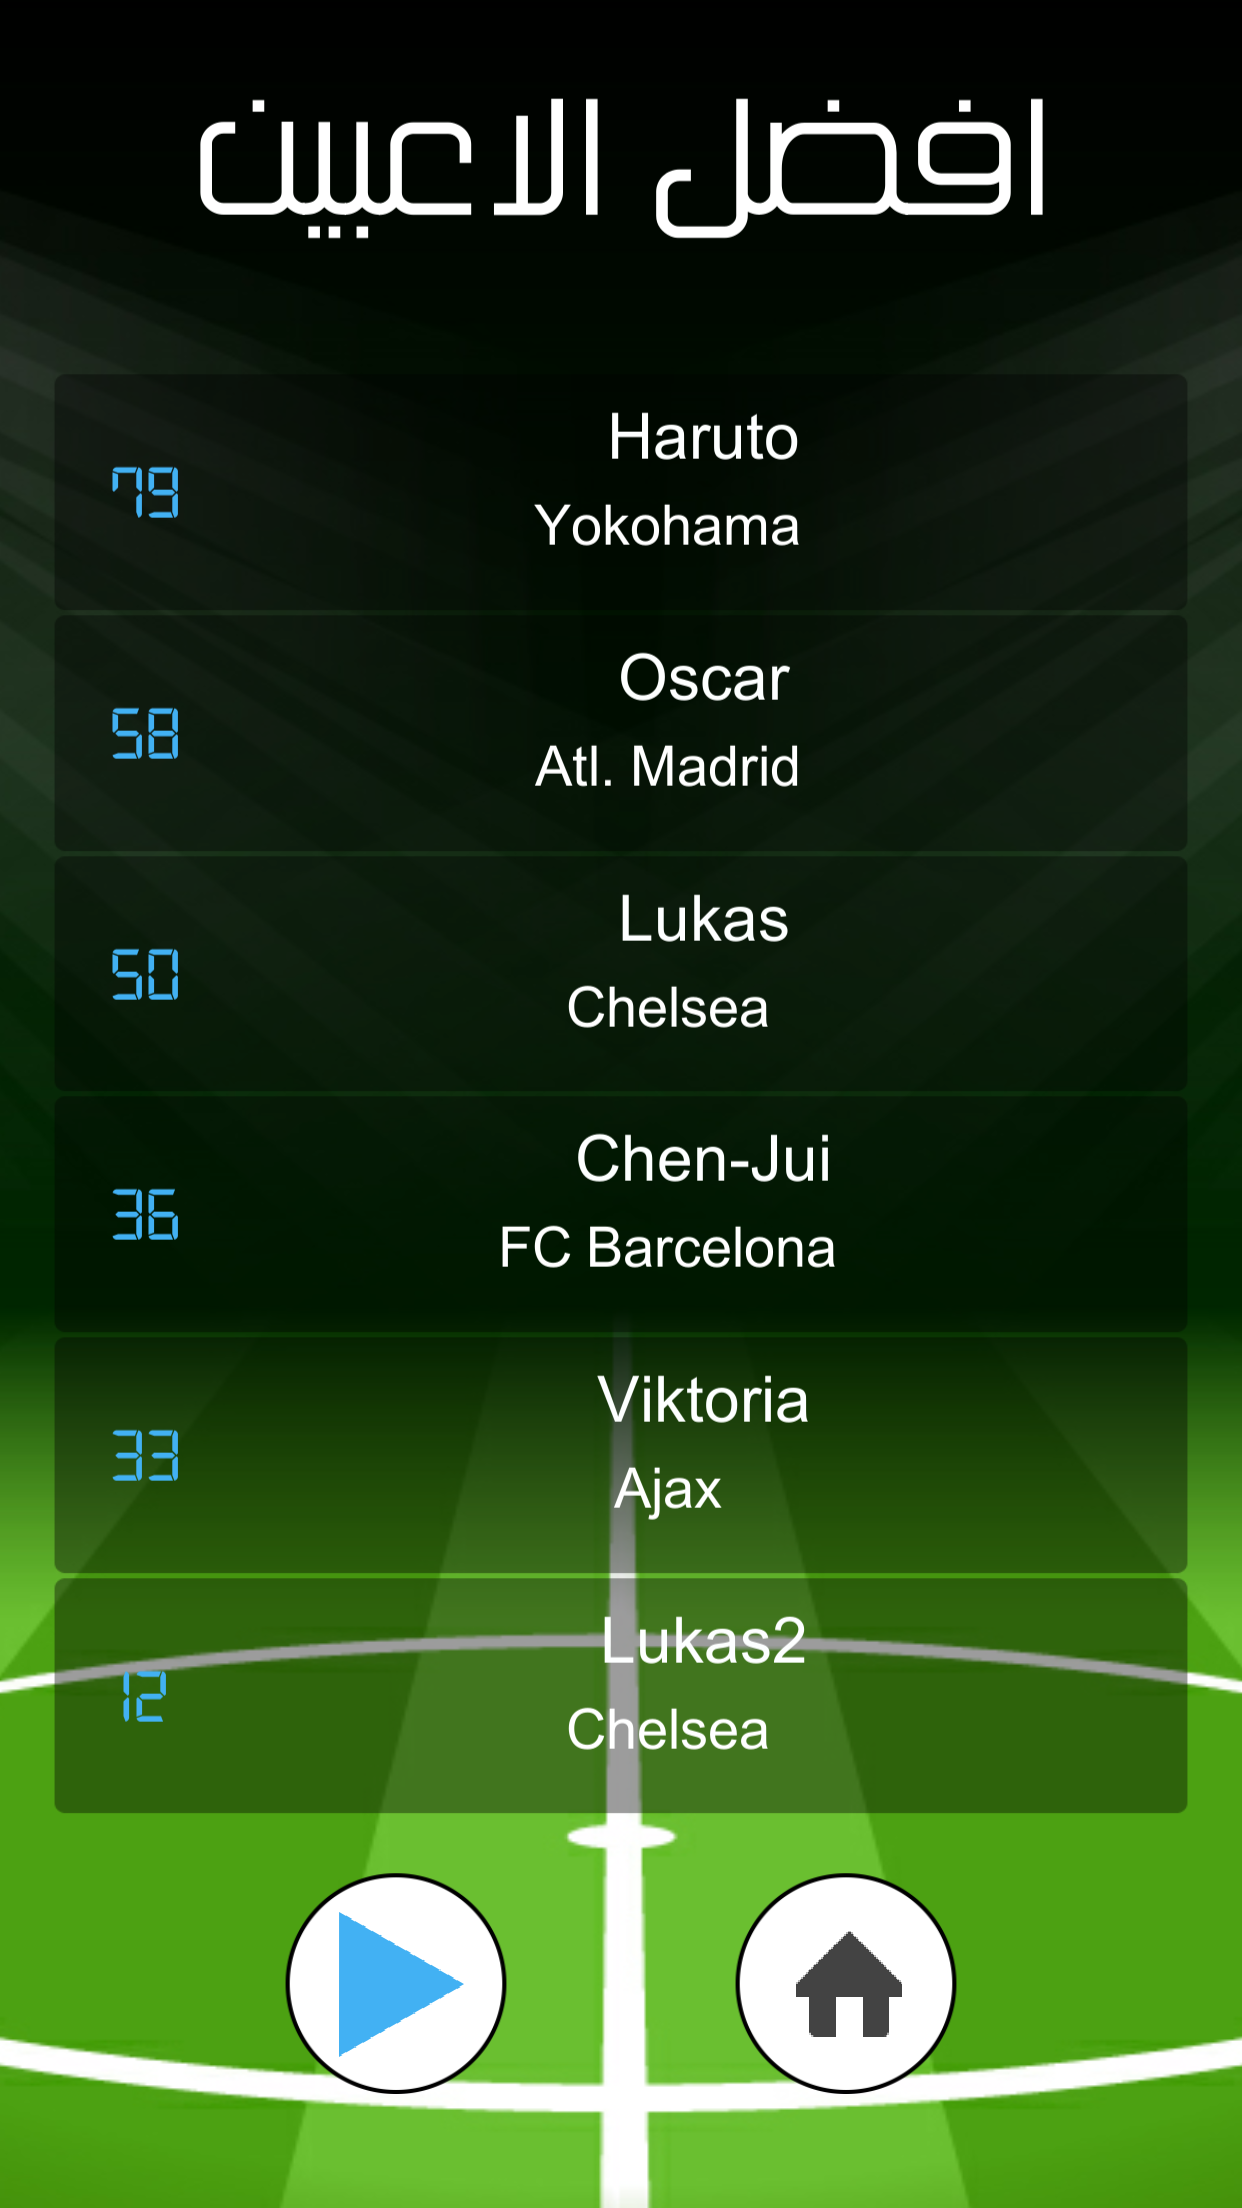 افضل الاعبين
Haruto
79
Yokohama
Oscar
58
Atl. Madrid
Lukas
50
Chelsea
Chen-Jui
36
FC Barcelona
Viktoria
33
Ajax
Lukas2
12
Chelsea